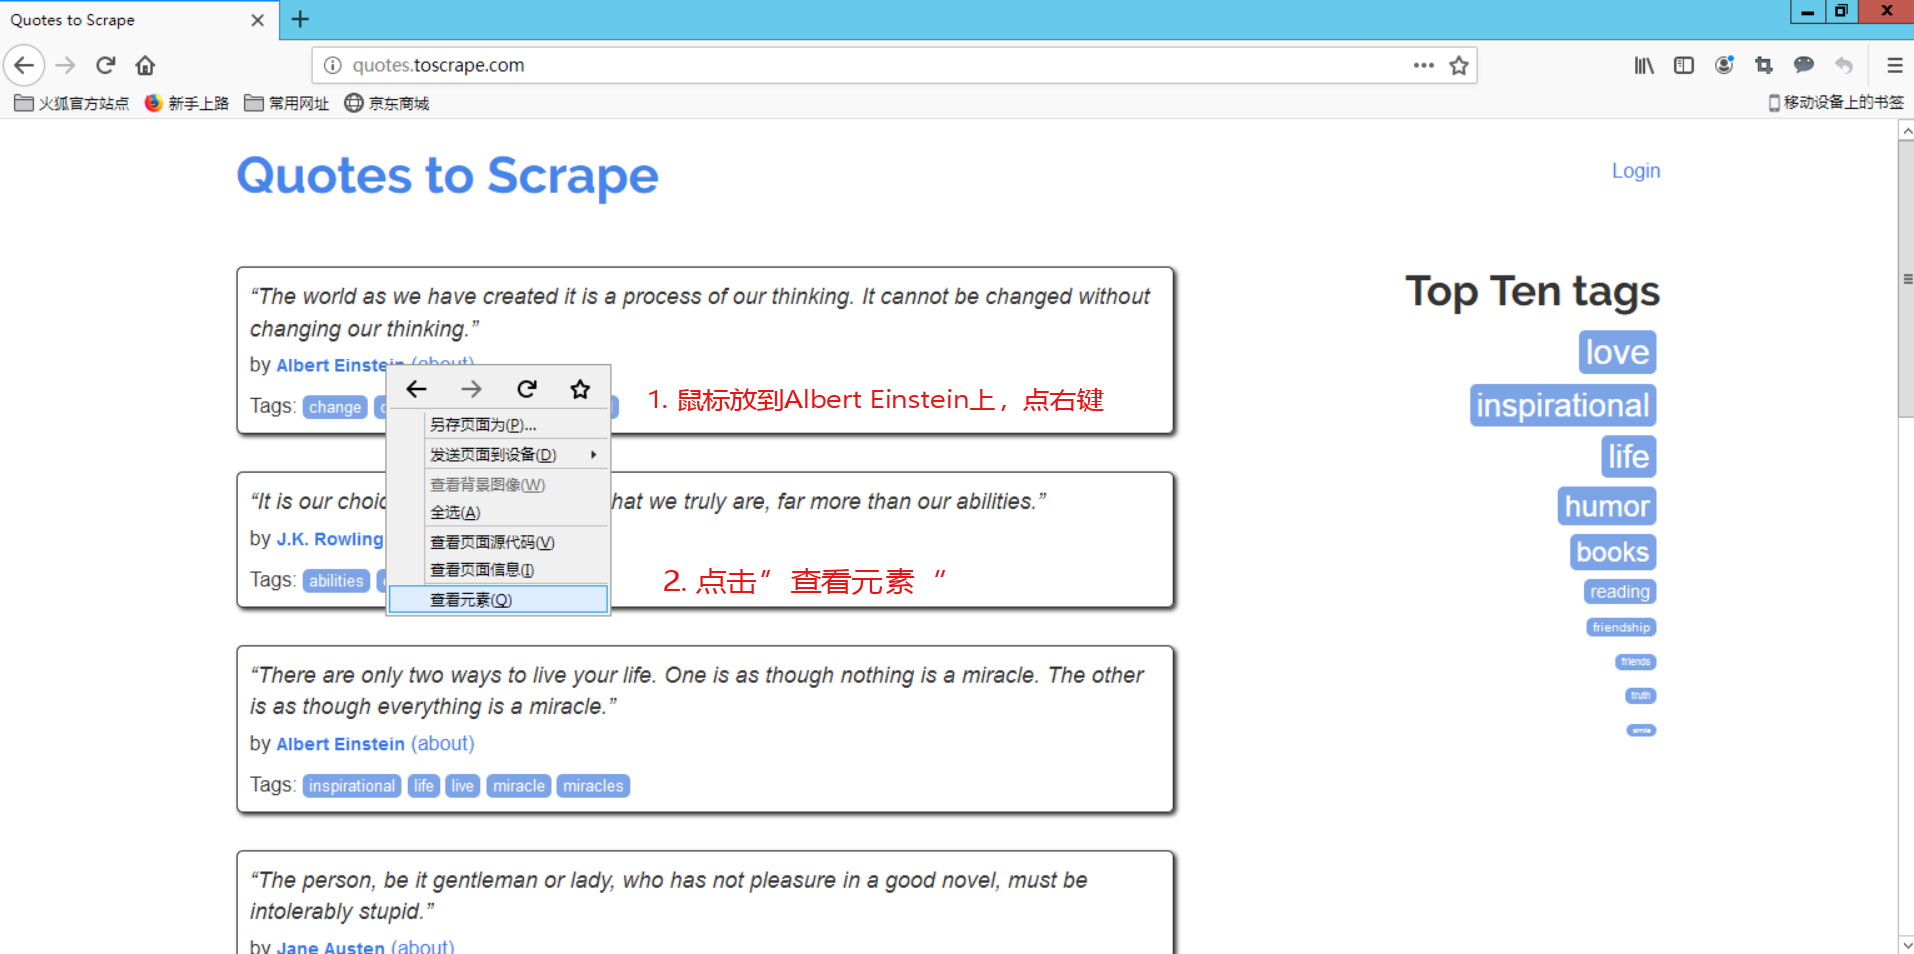 Quotes to Scrape
quotes.toscrape.com
火狐官方站点 新手上路 常用网址 京东商城
移动设备上的书签
Quotes to Scrape
Login
“The world as we have created it is a process of our thinking. It cannot be changed without
changing our thinking.”
by Albert Einstein (about)
Tags: change
1. 鼠标放到Albert Einstein上，点右键
另存页面为(P)...
发送页面到设备(D)
查看背景图像(W)
全选(A)
查看页面源代码(V)
查看页面信息(I)
查看元素(Q)
“It is our choic
hat we truly are, far more than our abilities.”
by J.K. Rowling
Tags: abilities
2. 点击”查看元素“
“There are only two ways to live your life. One is as though nothing is a miracle. The other
is as though everything is a miracle.”
by Albert Einstein (about)
Tags: inspirational life live miracle miracles
“The person, be it gentleman or lady, who has not pleasure in a good novel, must be
intolerably stupid.”
by Jane Austen (about)
Top Ten tags
love
inspirational
life
humor
books
reading
friendship
friends
truth
simile